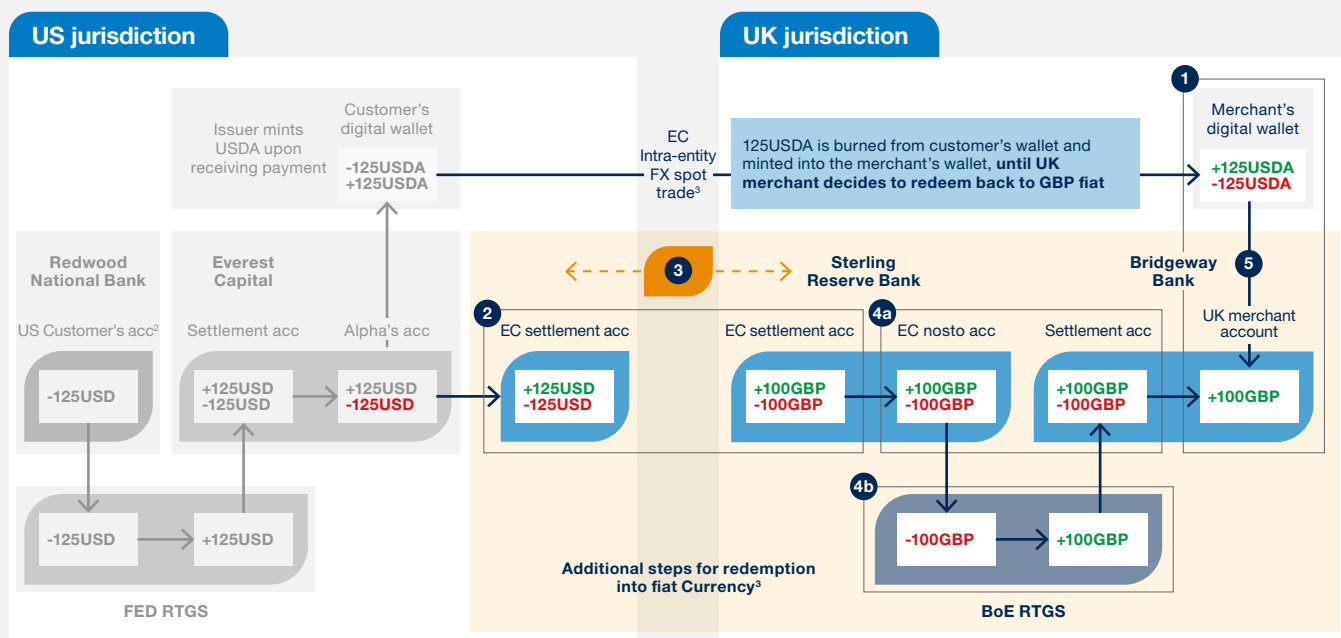 US jurisdiction
UK jurisdiction
1
Issuer mints
USDA upon
receiving payment
Customer's
digital wallet
-125USDA
+125USDA
EC
Intra-entity
FX spot
trade³
125USDA is burned from customer's wallet and
minted into the merchant's wallet, until UK
merchant decides to redeem back to GBP fiat
Merchant's
digital wallet
+125USDA
-125USDA
Redwood
National Bank
Everest
Capital
3
Sterling
Reserve Bank
Bridgeway
Bank
5
US Customer's acc²
Settlement acc
Alpha's acc
2
EC settlement acc
EC settlement acc
4a
EC nosto acc
Settlement acc
UK merchant
account
-125USD
+125USD
-125USD
+125USD
-125USD
+125USD
-125USD
+100GBP
-100GBP
+100GBP
-100GBP
+100GBP
-100GBP
+100GBP
4b
-125USD
+125USD
-100GBP
+100GBP
Additional steps for redemption
into fiat Currency³
FED RTGS
BoE RTGS